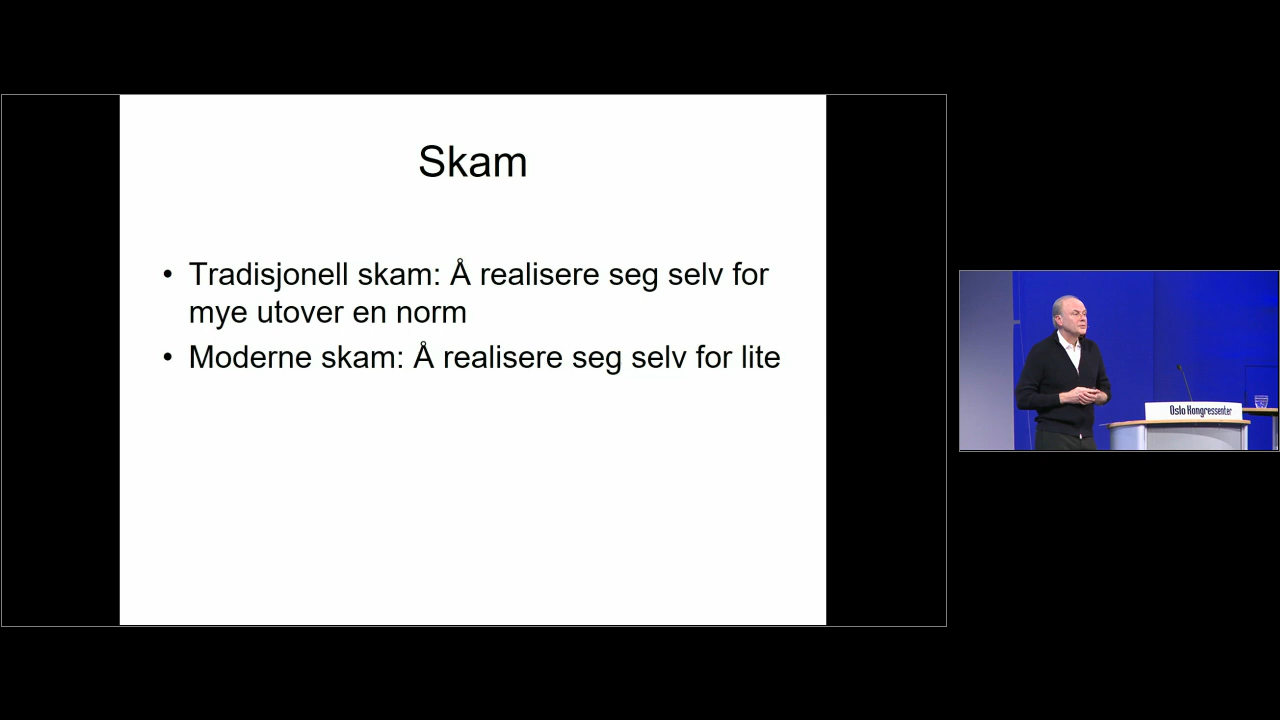 Skam
• Tradisjonell skam: Å realisere seg selv for
mye utover en norm
• Moderne skam: Å realisere seg selv for lite
Oslo Kongressenter